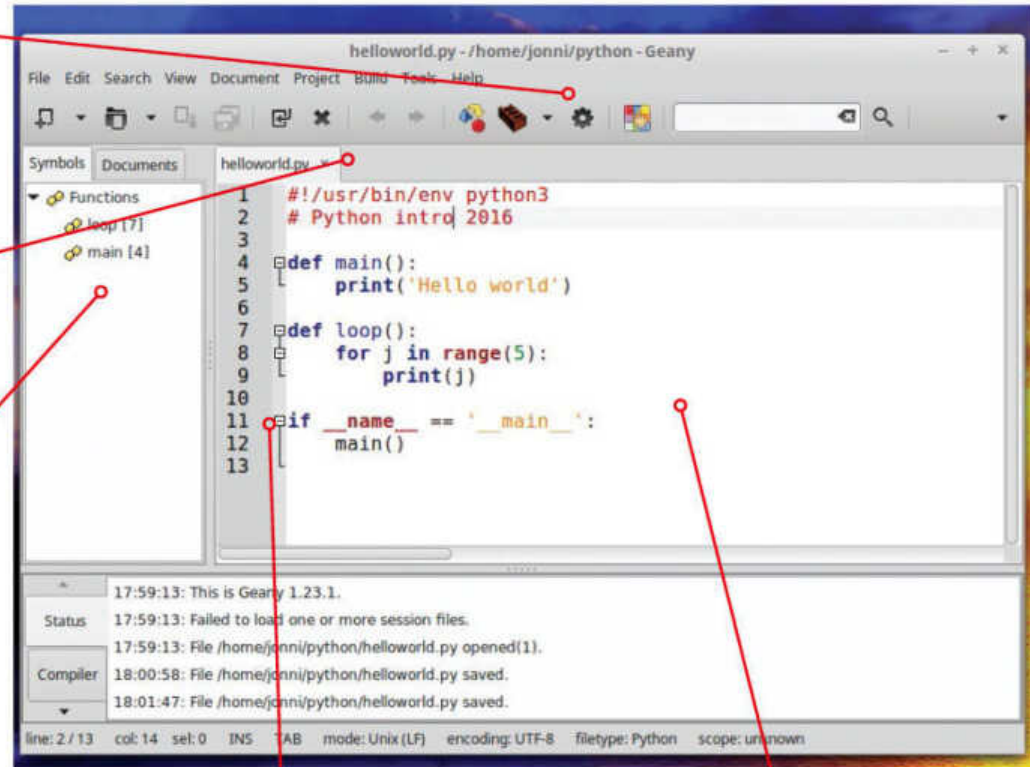 helloworld.py - /home/jonni/python - Geany
File Edit Search View Document Project Build Tools Help
Symbols Documents
helloworld.py ×
Functions
loop [7]
main [4]
1 #!/usr/bin/env python3
2 # Python intro 2016
3
4 def main():
5 print('Hello world')
6
7 def loop():
8 for j in range(5):
9 print(j)
10
11 if __name__ == '__main__':
12 main()
13
Status
Compiler
17:59:13: This is Geany 1.23.1.
17:59:13: Failed to load one or more session files.
17:59:13: File /home/jonni/python/helloworld.py opened(1).
18:00:58: File /home/jonni/python/helloworld.py saved.
18:01:47: File /home/jonni/python/helloworld.py saved.
line: 2 / 13 col: 14 sel: 0 INS TAB mode: Unix (LF) encoding: UTF-8 filetype: Python scope: unknown